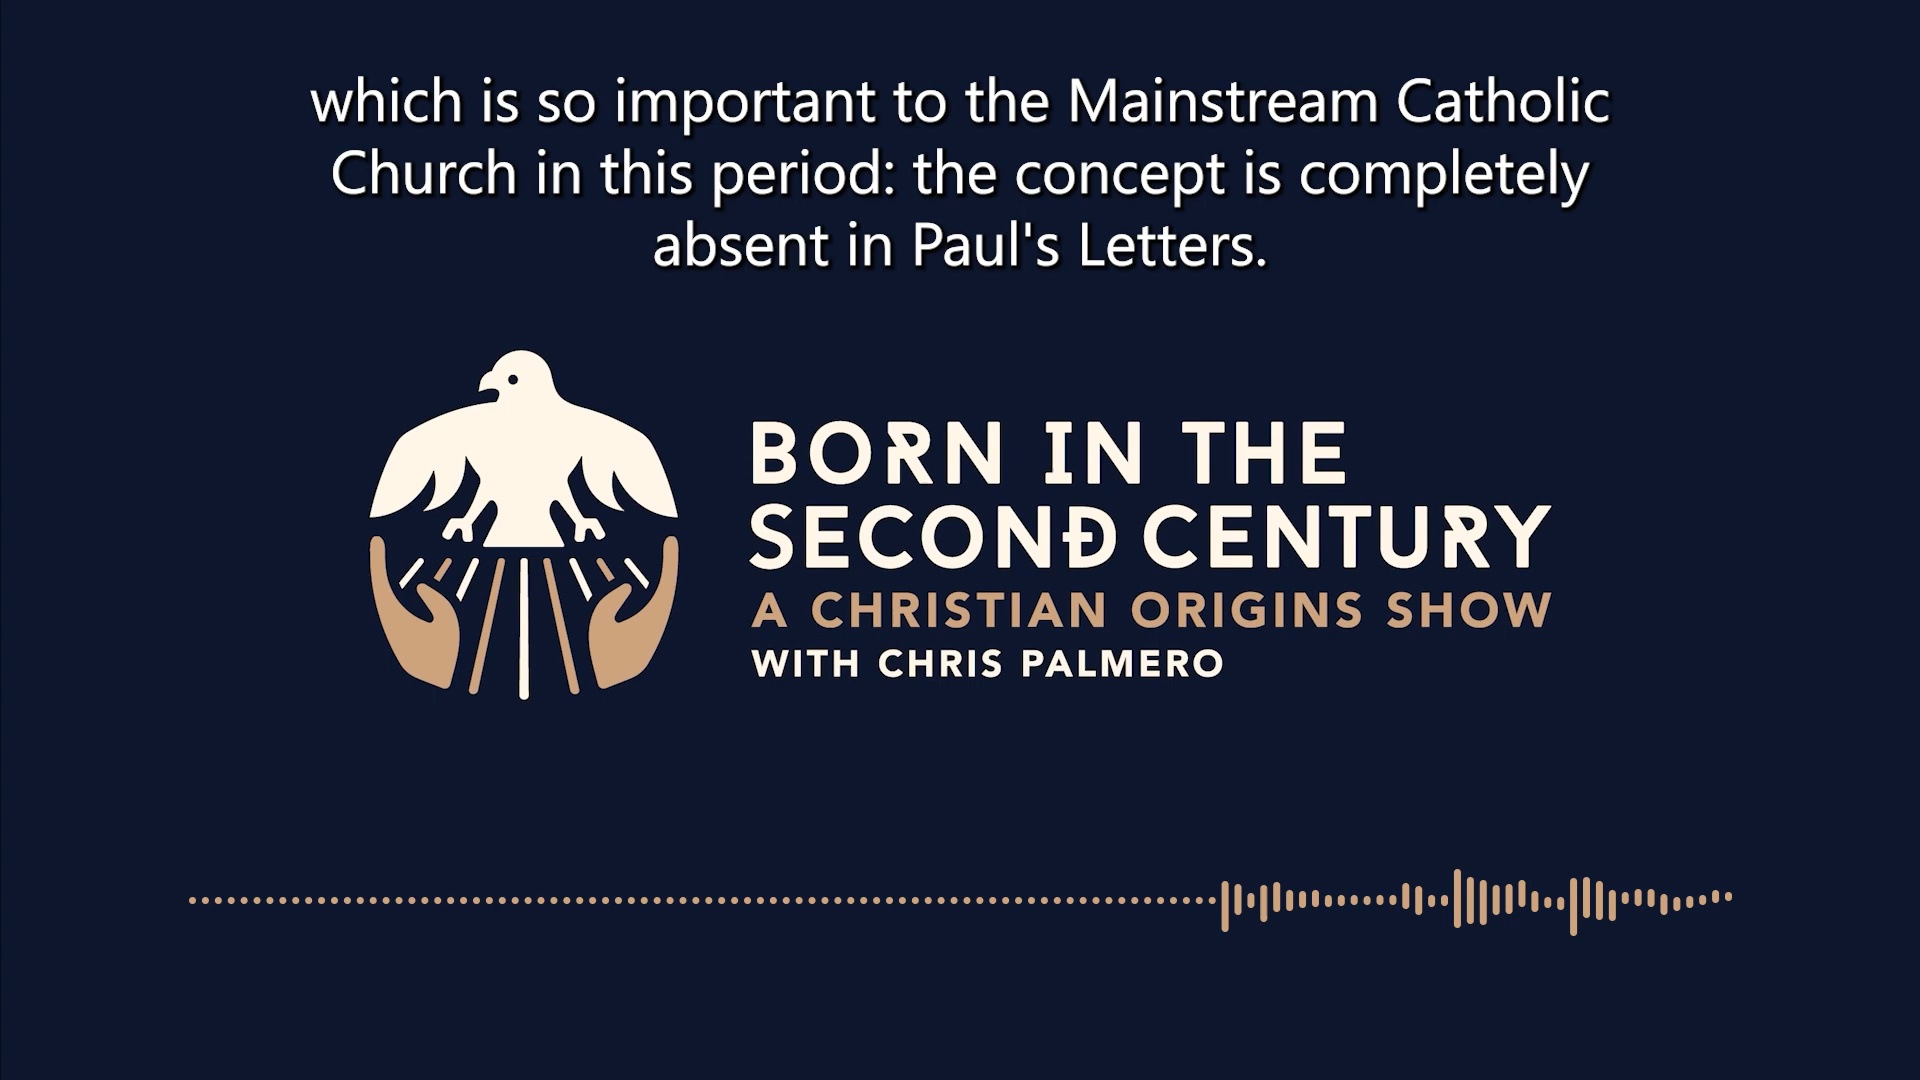 which is so important to the Mainstream Catholic
Church in this period: the concept is completely
absent in Paul's Letters.
BORN IN THE
SECOND CENTURY
A CHRISTIAN ORIGINS SHOW
WITH CHRIS PALMERO